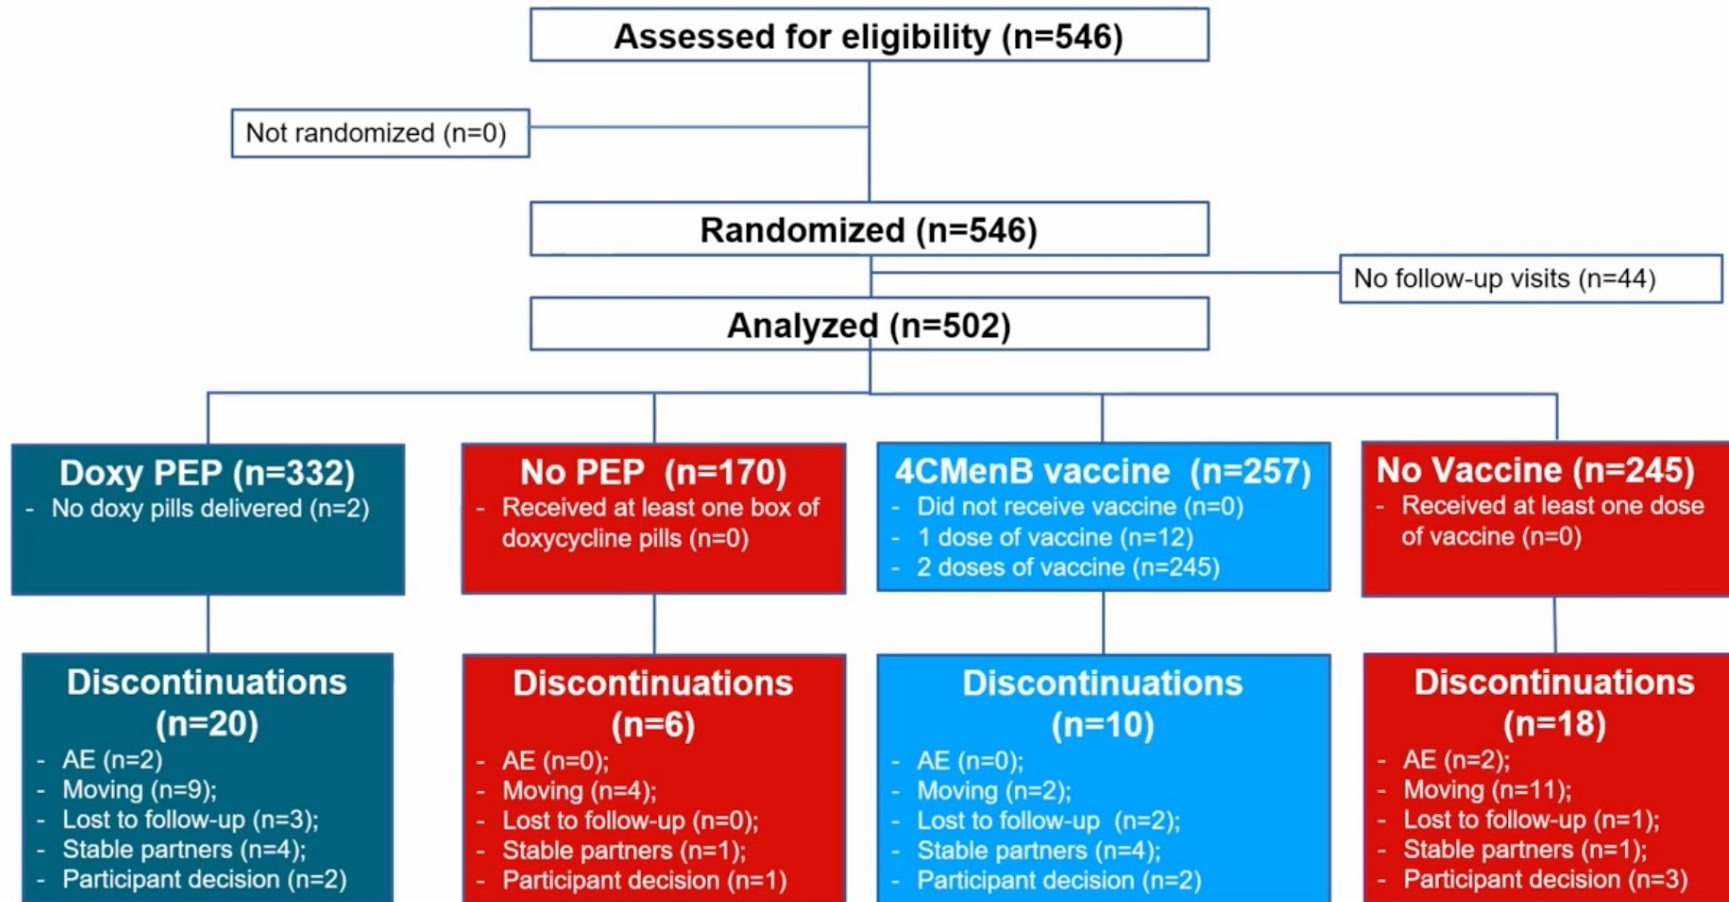 Assessed for eligibility (n=546)
Not randomized (n=0)
Randomized (n=546)
No follow-up visits (n=44)
Analyzed (n=502)
Doxy PEP (n=332)
- No doxy pills delivered (n=2)
No PEP (n=170)
- Received at least one box of
doxycycline pills (n=0)
4CMenB vaccine (n=257)
- Did not receive vaccine (n=0)
- 1 dose of vaccine (n=12)
- 2 doses of vaccine (n=245)
No Vaccine (n=245)
- Received at least one dose
of vaccine (n=0)
Discontinuations
(n=20)
- AE (n=2)
- Moving (n=9);
- Lost to follow-up (n=3);
- Stable partners (n=4);
- Participant decision (n=2)
Discontinuations
(n=6)
- AE (n=0);
- Moving (n=4);
- Lost to follow-up (n=0);
- Stable partners (n=1);
- Participant decision (n=1)
Discontinuations
(n=10)
- AE (n=0);
- Moving (n=2);
- Lost to follow-up (n=2);
- Stable partners (n=4);
- Participant decision (n=2)
Discontinuations
(n=18)
- AE (n=2);
- Moving (n=11);
- Lost to follow-up (n=1);
- Stable partners (n=1);
- Participant decision (n=3)